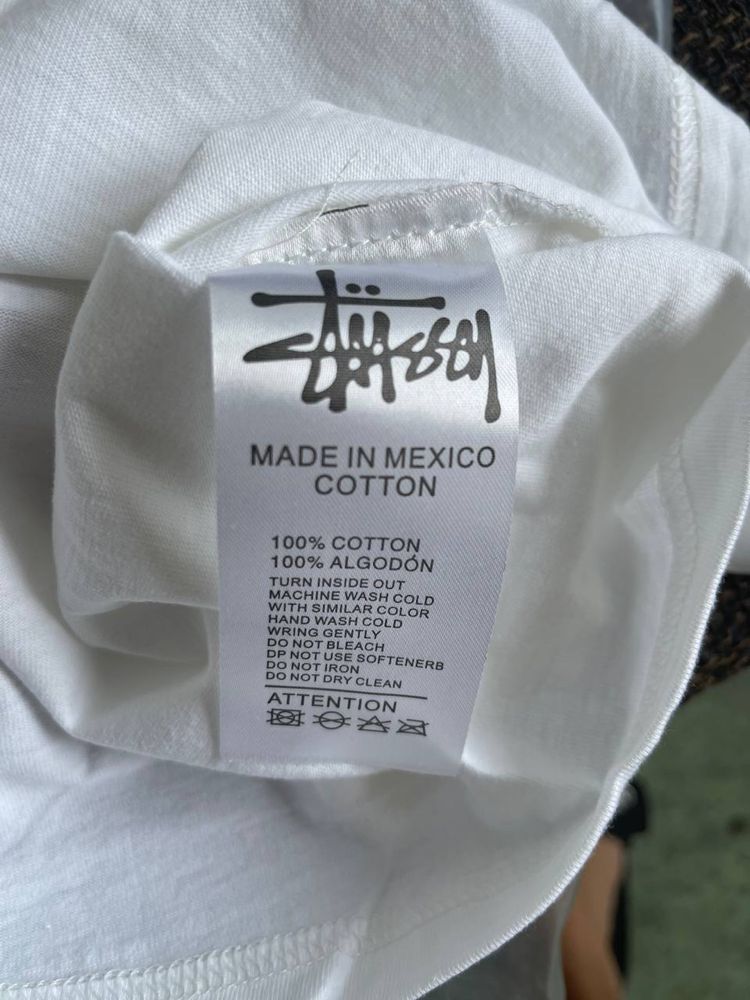 Stüssy
MADE IN MEXICO
COTTON
100% COTTON
100% ALGODÓN
TURN INSIDE OUT
MACHINE WASH COLD
WITH SIMILAR COLOR
HAND WASH COLD
WRING GENTLY
DO NOT BLEACH
DP NOT USE SOFTENERB
DO NOT IRON
DO NOT DRY CLEAN
ATTENTION